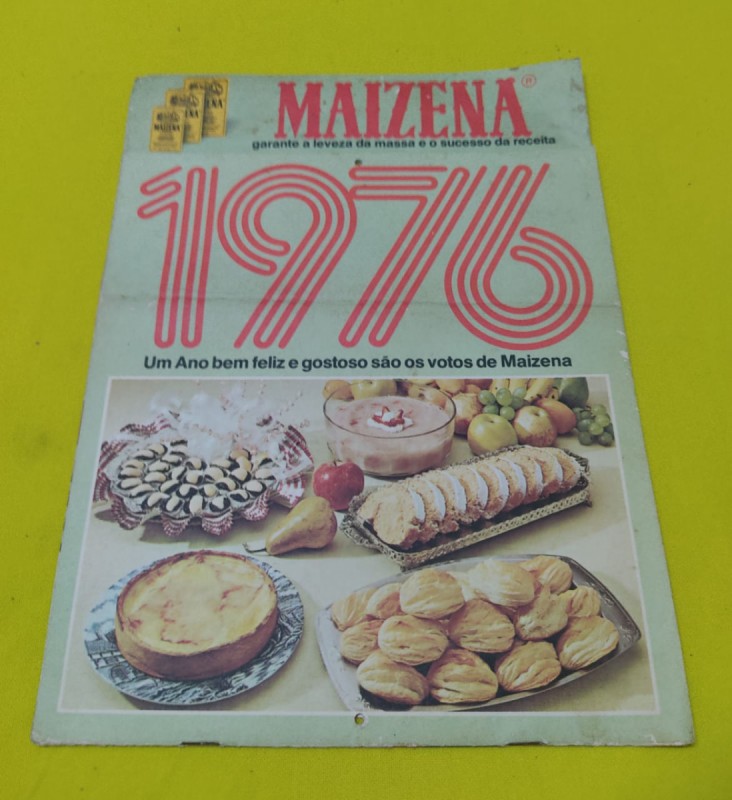 MAIZENA®
garante a leveza da massa e o sucesso da receita
1976
Um Ano bem feliz e gostoso são os votos de Maizena
MAIZENA